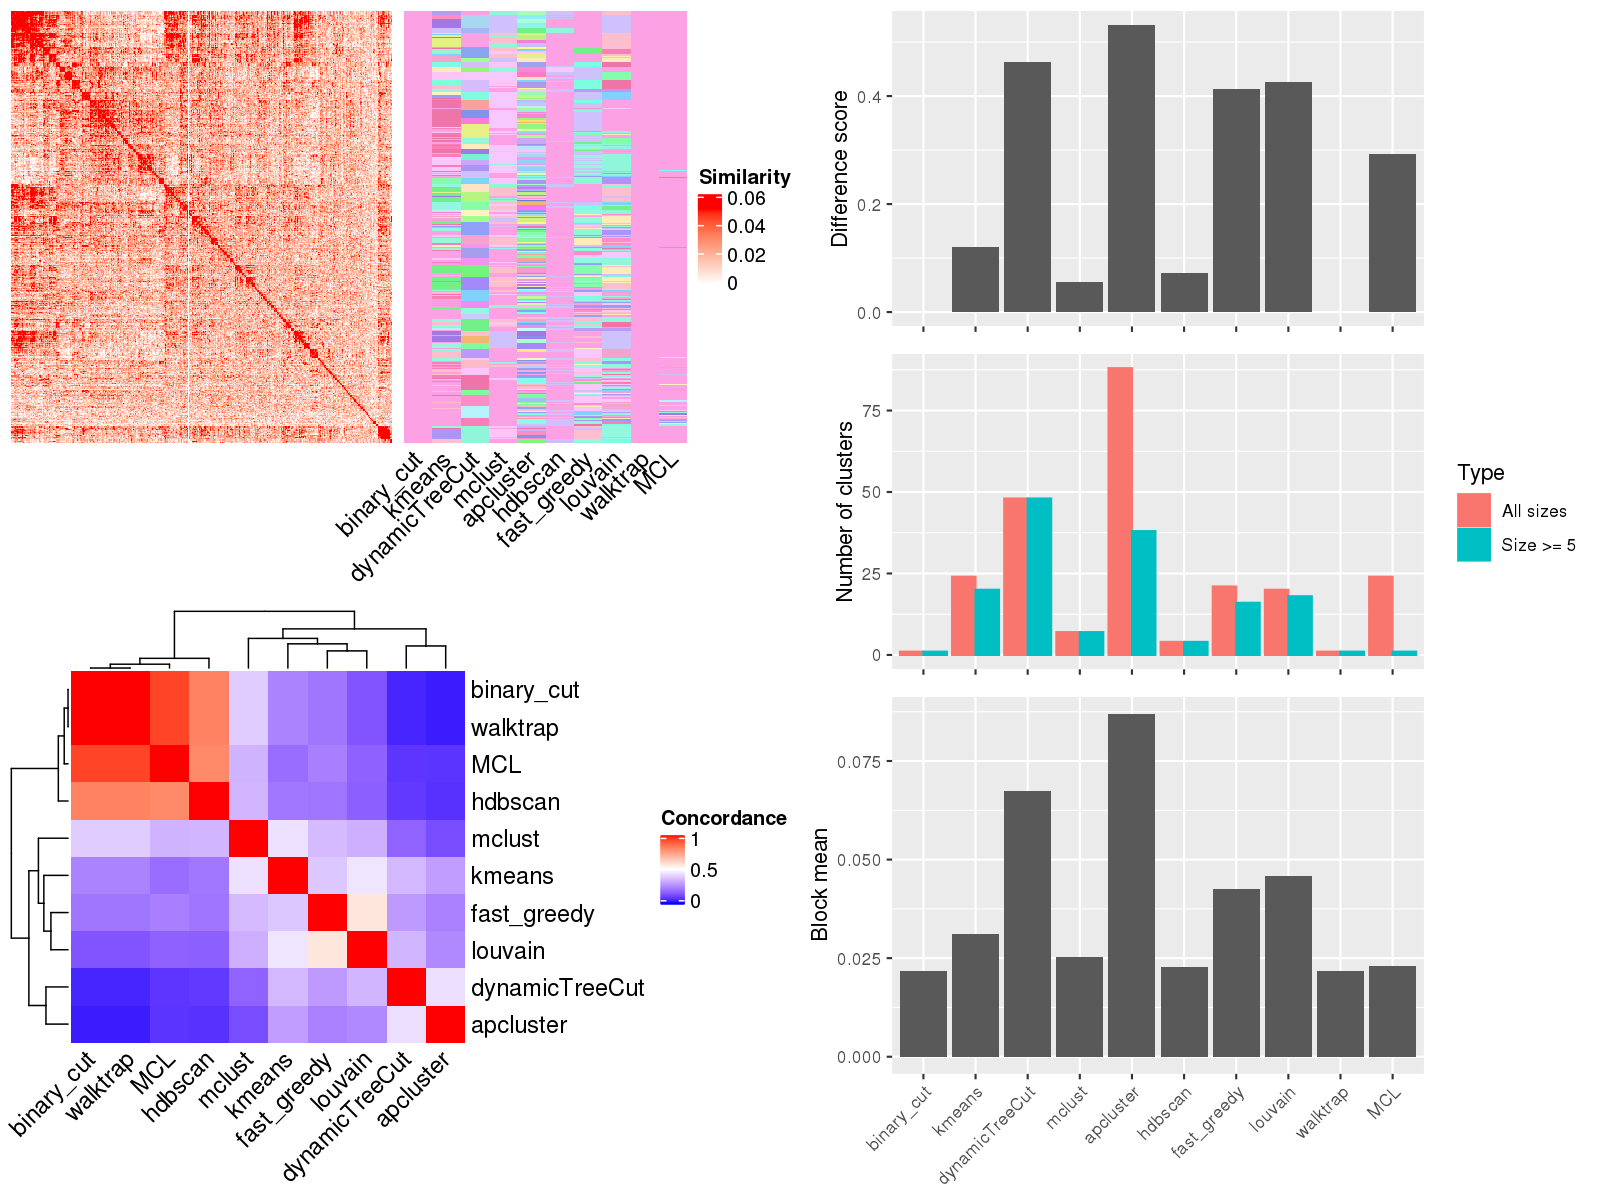 Similarity
0.06
0.04
0.02
0
binary_cut
kmeans
dynamicTreeCut
mclust
apcluster
hdbscan
fast_greedy
louvain
walktrap
MCL
binary_cut
walktrap
MCL
hdbscan
mclust
kmeans
fast_greedy
louvain
dynamicTreeCut
apcluster
Concordance
1
0.5
0
binary_cut
walktrap
MCL
hdbscan
mclust
kmeans
fast_greedy
louvain
dynamicTreeCut
apcluster
Difference score
0.4
0.2
0.0
Number of clusters
75
50
25
0
Type
All sizes
Size >= 5
Block mean
0.075
0.050
0.025
0.000
binary_cut
kmeans
dynamicTreeCut
mclust
apcluster
hdbscan
fast_greedy
louvain
walktrap
MCL